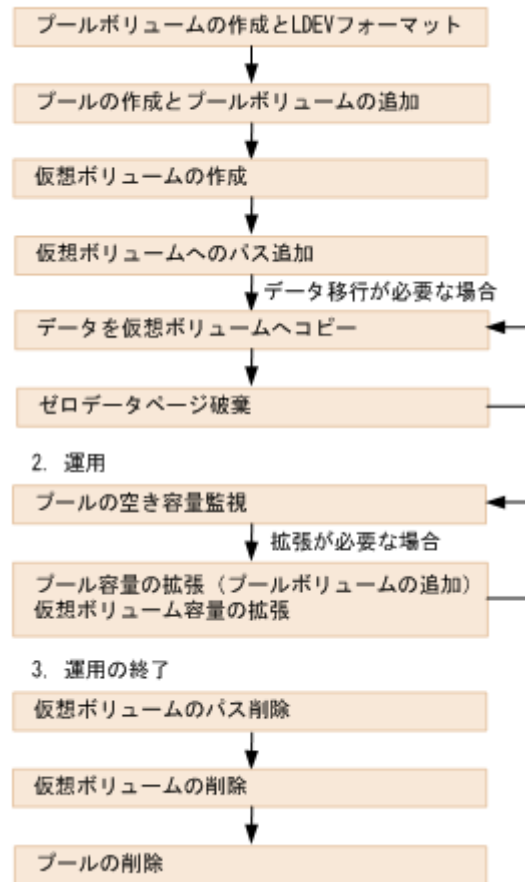 プールボリュームの作成とLDEVフォーマット
プールの作成とプールボリュームの追加
仮想ボリュームの作成
仮想ボリュームへのパス追加
データ移行が必要な場合
データを仮想ボリュームへコピー
ゼロデータページ破棄
2. 運用
プールの空き容量監視
拡張が必要な場合
プール容量の拡張（プールボリュームの追加）
仮想ボリューム容量の拡張
3. 運用の終了
仮想ボリュームのパス削除
仮想ボリュームの削除
プールの削除